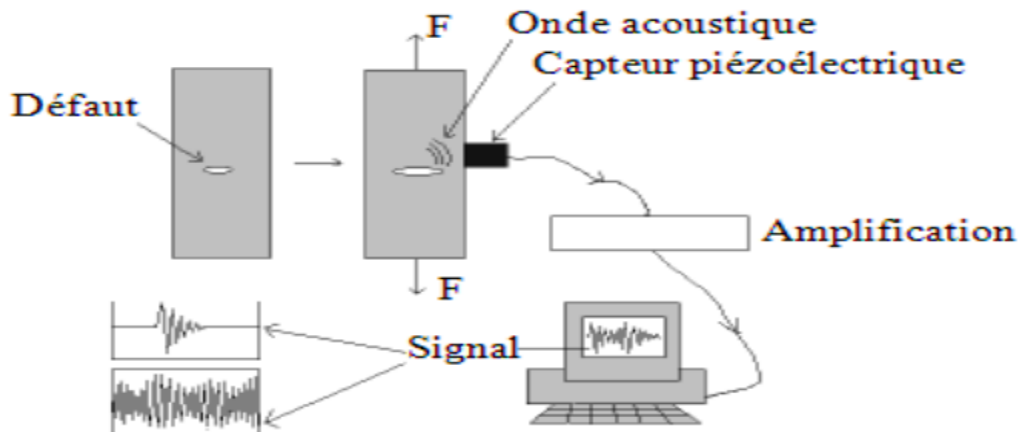 F
Onde acoustique
Capteur piézoélectrique
Défaut
Amplification
F
Signal